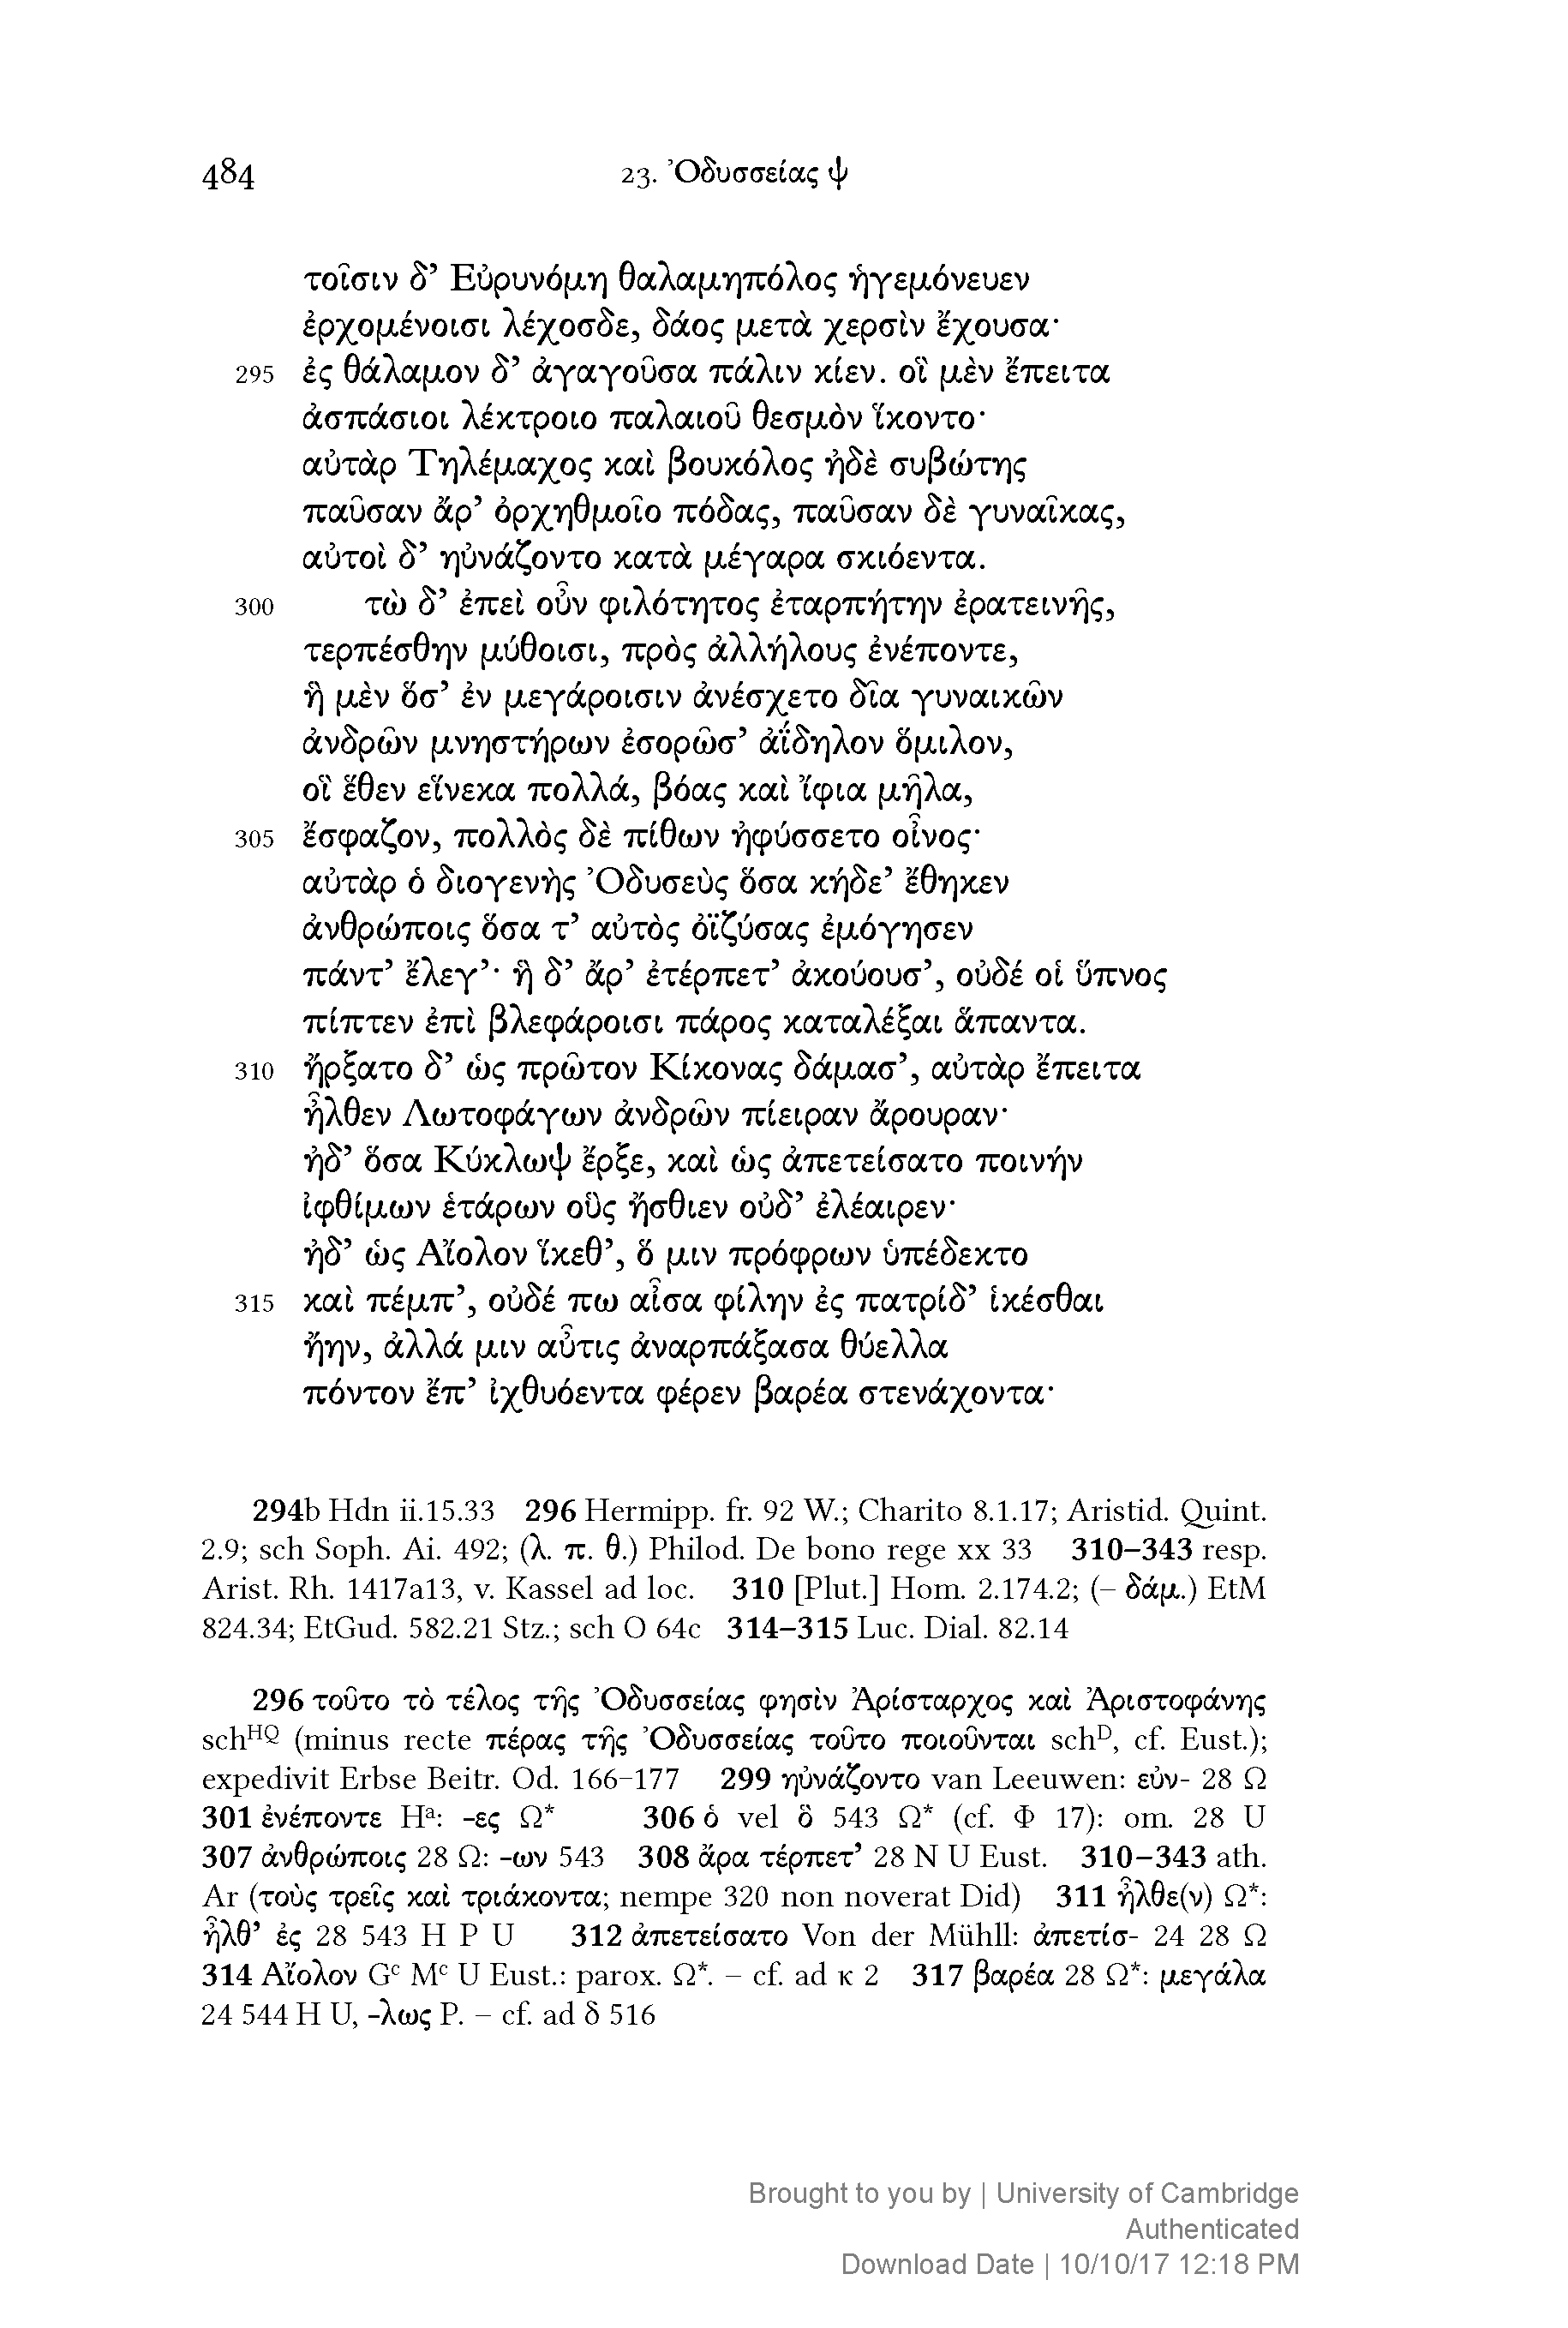 484 23. Ὀδυσσείας ψ
τοῖσιν δ’ Εὐρυνόμη θαλαμηπόλος ἡγεμόνευεν
ἐρχομένοισι λέχοσδε, δάος μετὰ χερσὶν ἔχουσα·
295 ἐς θάλαμον δ’ ἀγαγοῦσα πάλιν κίεν. οἳ μὲν ἔπειτα
ἀσπάσιοι λέκτροιο παλαιοῦ θεσμὸν ἵκοντο·
αὐτὰρ Τηλέμαχος καὶ βουκόλος ἠδὲ συβώτης
παῦσαν ἄρ’ ὀρχηθμοῖο πόδας, παῦσαν δὲ γυναῖκας,
αὐτοὶ δ’ ηὐνάζοντο κατὰ μέγαρα σκιόεντα.
300 τὼ δ’ ἐπεὶ οὖν φιλότητος ἐταρπήτην ἐρατεινῆς,
τερπέσθην μύθοισι, πρὸς ἀλλήλους ἐνέποντε,
ἣ μὲν ὅσ’ ἐν μεγάροισιν ἀνέσχετο δῖα γυναικῶν
ἀνδρῶν μνηστήρων ἐσορῶσ’ ἀΐδηλον ὅμιλον,
οἳ ἕθεν εἵνεκα πολλά, βόας καὶ ἴφια μῆλα,
305 ἔσφαζον, πολλὸς δὲ πίθων ἠφύσσετο οἶνος·
αὐτὰρ ὁ διογενὴς Ὀδυσεὺς ὅσα κήδε’ ἔθηκεν
ἀνθρώποις ὅσα τ’ αὐτὸς ὀϊζύσας ἐμόγησεν
πάντ’ ἔλεγ’· ἣ δ’ ἄρ’ ἐτέρπετ’ ἀκούουσ’, οὐδέ οἱ ὕπνος
πίπτεν ἐπὶ βλεφάροισι πάρος καταλέξαι ἅπαντα.
310 ἤρξατο δ’ ὡς πρῶτον Κίκονας δάμασ’, αὐτὰρ ἔπειτα
ἦλθεν Λωτοφάγων ἀνδρῶν πίειραν ἄρουραν·
ἠδ’ ὅσα Κύκλωψ ἔρξε, καὶ ὡς ἀπετείσατο ποινήν
ἰφθίμων ἑτάρων οὓς ἤσθιεν οὐδ’ ἐλέαιρεν·
ἠδ’ ὡς Αἴολον ἵκεθ’, ὅ μιν πρόφρων ὑπέδεκτο
315 καὶ πέμπ’, οὐδέ πω αἶσα φίλην ἐς πατρίδ’ ἱκέσθαι
ἤην, ἀλλά μιν αὖτις ἀναρπάξασα θύελλα
πόντον ἔπ’ ἰχθυόεντα φέρεν βαρέα στενάχοντα·
294b Hdn ii.15.33 296 Hermipp. fr. 92 W.; Charito 8.1.17; Aristid. Quint.
2.9; sch Soph. Ai. 492; (λ. π. θ.) Philod. De bono rege xx 33 310–343 resp.
Arist. Rh. 1417a13, v. Kassel ad loc. 310 [Plut.] Hom. 2.174.2; (– δάμ.) EtM
824.34; EtGud. 582.21 Stz.; sch O 64c 314–315 Luc. Dial. 82.14
296 τοῦτο τὸ τέλος τῆς Ὀδυσσείας φησὶν Ἀρίσταρχος καὶ Ἀριστοφάνης
schᴴQ (minus recte πέρας τῆς Ὀδυσσείας τοῦτο ποιοῦνται schᴰ, cf. Eust.);
expedivit Erbse Beitr. Od. 166–177 299 ηὐνάζοντο van Leeuwen: εὐν- 28 Ω
301 ἐνέποντε Hᵃ: -ες Ω* 306 ὁ vel ὃ 543 Ω* (cf. Φ 17): om. 28 U
307 ἀνθρώποις 28 Ω: -ων 543 308 ἄρα τέρπετ’ 28 N U Eust. 310–343 ath.
Ar (τοὺς τρεῖς καὶ τριάκοντα; nempe 320 non noverat Did) 311 ἦλθε(ν) Ω*:
ἦλθ’ ἐς 28 543 H P U 312 ἀπετείσατο Von der Mühll: ἀπετίσ- 24 28 Ω
314 Αἴολον Gᶜ Mᶜ U Eust.: parox. Ω*. – cf. ad κ 2 317 βαρέα 28 Ω*: μεγάλα
24 544 H U, -λως P. – cf. ad δ 516
Brought to you by | University of Cambridge
Authenticated
Download Date | 10/10/17 12:18 PM